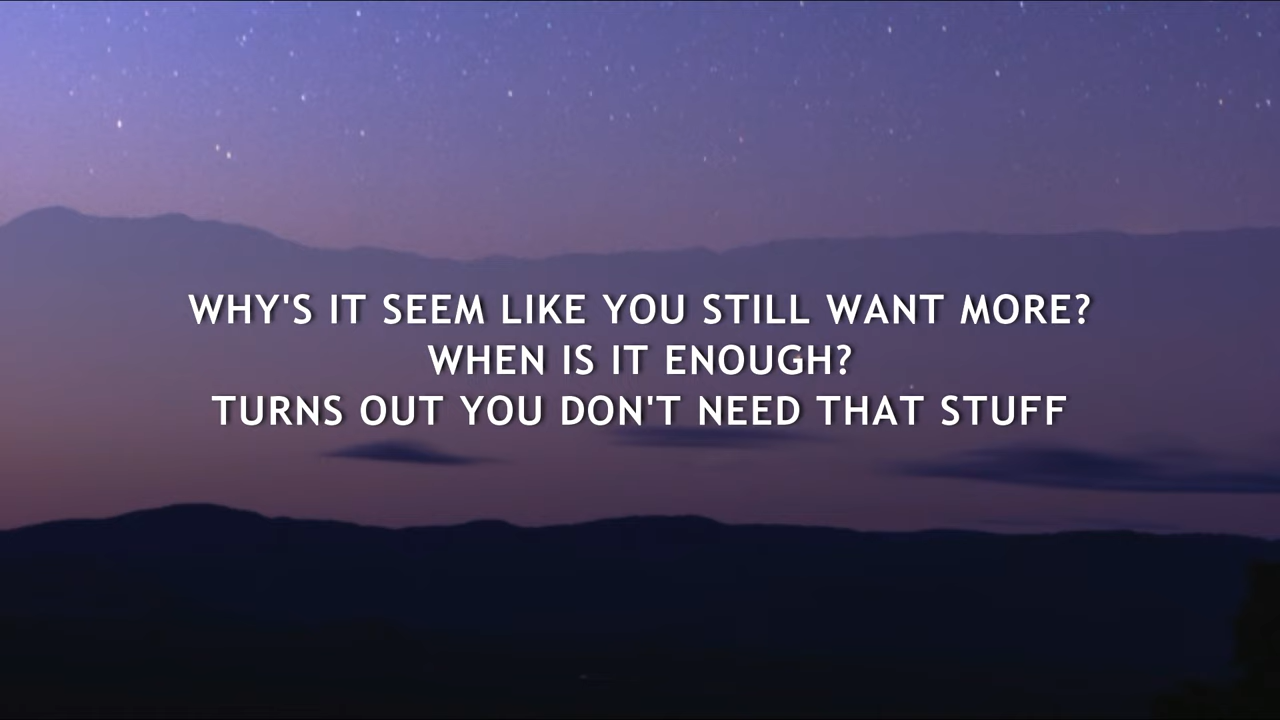 WHY'S IT SEEM LIKE YOU STILL WANT MORE?
WHEN IS IT ENOUGH?
TURNS OUT YOU DON'T NEED THAT STUFF